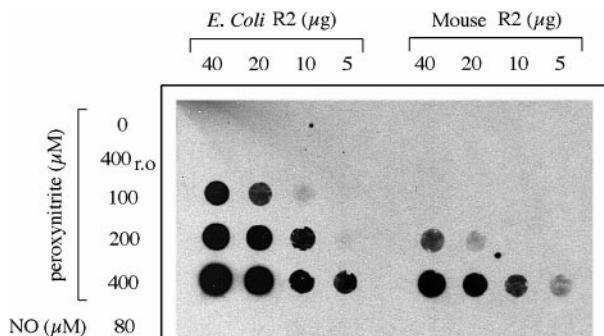 E. Coli R2 (µg) Mouse R2 (µg)
40 20 10 5 40 20 10 5
peroxynitrite (µM)
0
400 r.o
100
200
400
NO (µM) 80